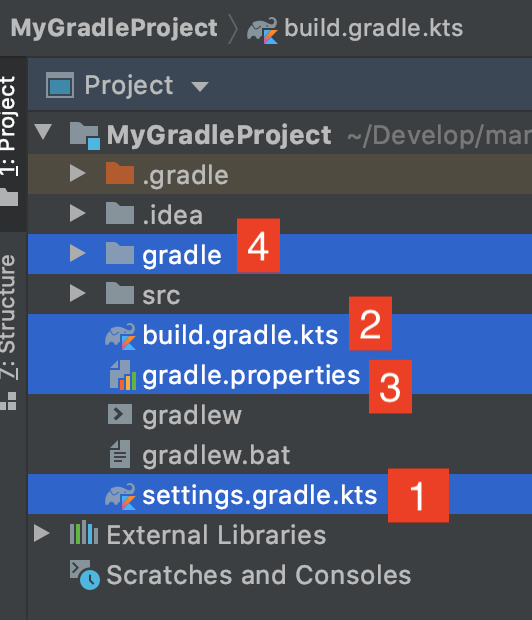 MyGradleProject
build.gradle.kts
1: Project
7: Structure
Project
MyGradleProject ~/Develop/mar
.gradle
.idea
gradle 4
src
build.gradle.kts 2
gradle.properties 3
gradlew
gradlew.bat
settings.gradle.kts 1
External Libraries
Scratches and Consoles